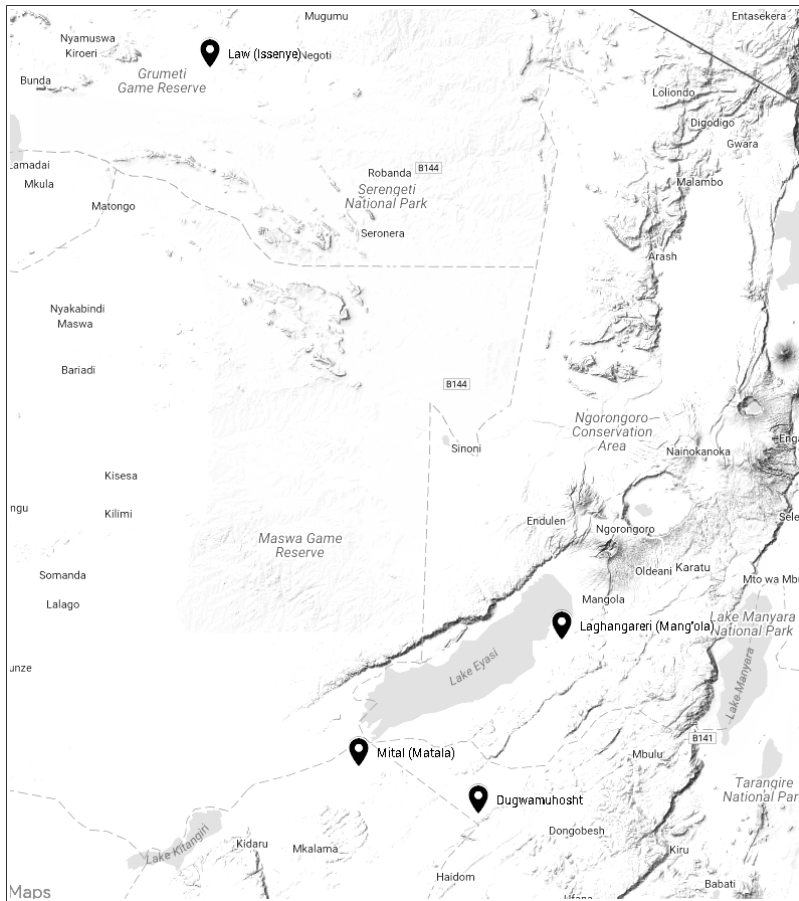 Mugumu
Entasekera
Nyamuswa
Kiroeri
Law (Issenye)
Negoti
Grumeti
Game Reserve
Bunda
Loliondo
Digodigo
Gwara
Lamadai
Mkula
Robanda
B144
Serengeti
National Park
Malambo
Matongo
Seronera
Arash
Nyakabindi
Maswa
Bariadi
B144
Ngorongoro
Conservation
Area
Sinoni
Nainokanoka
Enga
Kisesa
ngu
Kilimi
Endulen
Ngorongoro
Sele
Maswa Game
Reserve
Somanda
Oldeani
Karatu
Mto wa Mbu
Lalago
Mangola
Laghangareri (Mang'ola)
Lake Manyara
National Park
unze
Lake Eyasi
Lake Manyara
B141
Mital (Matala)
Mbulu
Dugwamuhosht
Tarangire
National Par
Lake Kitangiri
Kidaru
Mkalama
Dongobesh
Kiru
Haidom
Babati
Ufana
Maps